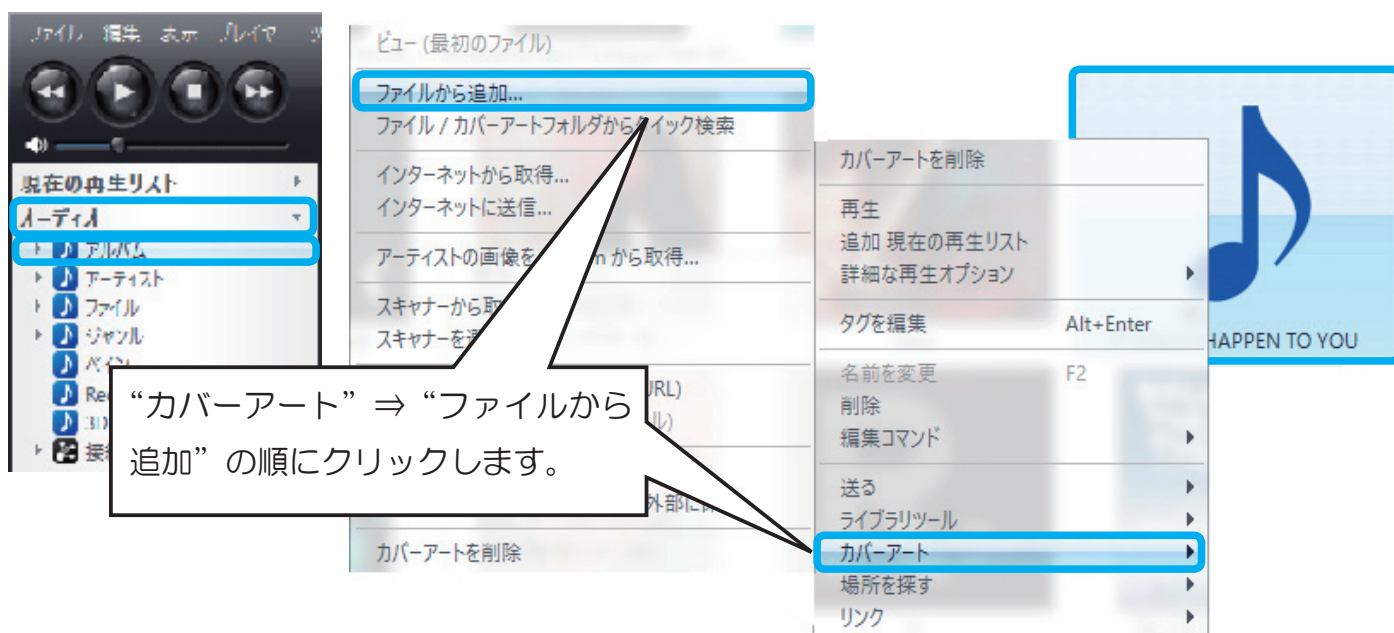 ファイル 編集 表示 プレイヤ
現在の再生リスト
オーディオ
アルバム
アーティスト
ファイル
ジャンル
ビュー (最初のファイル)
ファイルから追加...
ファイル / カバーアートフォルダからクイック検索
インターネットから取得...
インターネットに送信...
アーティストの画像を m から取得...
スキャナーから取
スキャナーを
URL)
ル)
外部に
カバーアートを削除
“カバーアート”⇒“ファイルから
追加”の順にクリックします。
カバーアートを削除
再生
追加 現在の再生リスト
詳細な再生オプション
タグを編集 Alt+Enter
名前を変更 F2
削除
編集コマンド
送る
ライブラリツール
カバーアート
場所を探す
リンク
HAPPEN TO YOU